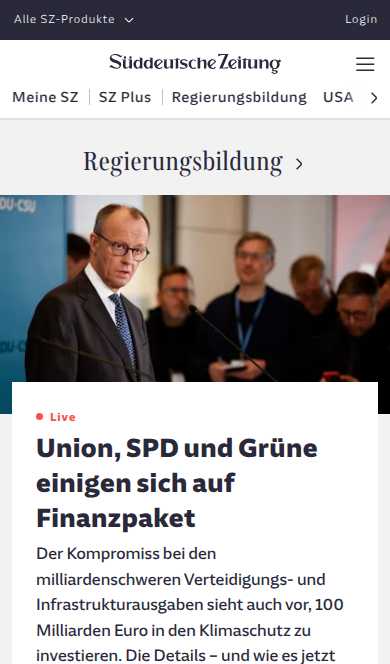 Alle SZ-Produkte
Login
Süddeutsche Zeitung
Meine SZ
SZ Plus
Regierungsbildung
USA
Regierungsbildung
DU-CSU
DU-CS
Live
Union, SPD und Grüne
einigen sich auf
Finanzpaket
Der Kompromiss bei den
milliardenschweren Verteidigungs- und
Infrastrukturausgaben sieht auch vor, 100
Milliarden Euro in den Klimaschutz zu
investieren. Die Details – und wie es jetzt